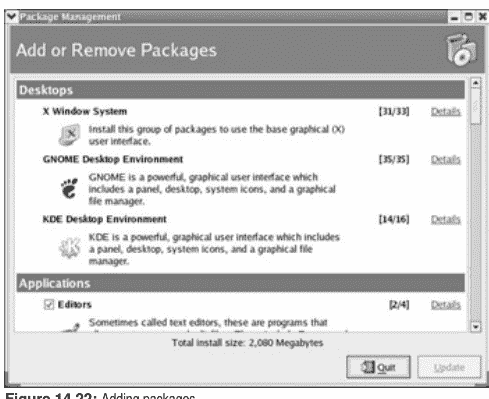 Package Management
Add or Remove Packages
Desktops
X Window System [31/33] Details
Install this group of packages to use the base graphical (X)
user interface.
GNOME Desktop Environment [35/35] Details
GNOME is a powerful, graphical user interface which
includes a panel, desktop, system icons, and a graphical
file manager.
KDE Desktop Environment [14/16] Details
KDE is a powerful, graphical user interface which includes
a panel, desktop, system icons, and a graphical file
manager.
Applications
Editors [2/4] Details
Sometimes called text editors, these are programs that
Total install size: 2,080 Megabytes
Quit Update
Figure 14.22: Adding packages